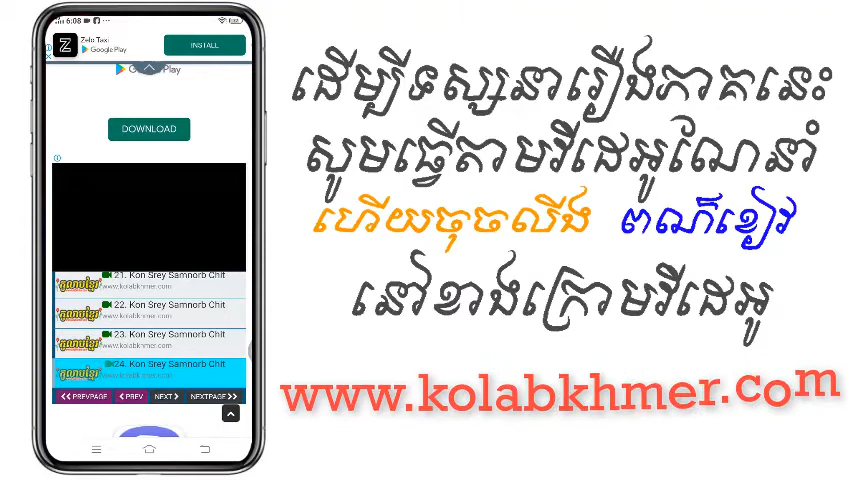 6:08
Zelo Taxi
Google Play
INSTALL
Google Play
DOWNLOAD
21. Kon Srey Samnorb Chit
www.kolabkhmer.com
22. Kon Srey Samnorb Chit
www.kolabkhmer.com
23. Kon Srey Samnorb Chit
www.kolabkhmer.com
24. Kon Srey Samnorb Chit
www.kolabkhmer.com
PREVPAGE PREV NEXT NEXTPAGE
ដើម្បីទស្សនារឿងភាគនេះ
សូមធ្វើតាមវីដេអូណែនាំ
ហើយចុចលីង ពណ៌ខៀវ
នៅខាងក្រោមវីដេអូ
www.kolabkhmer.com